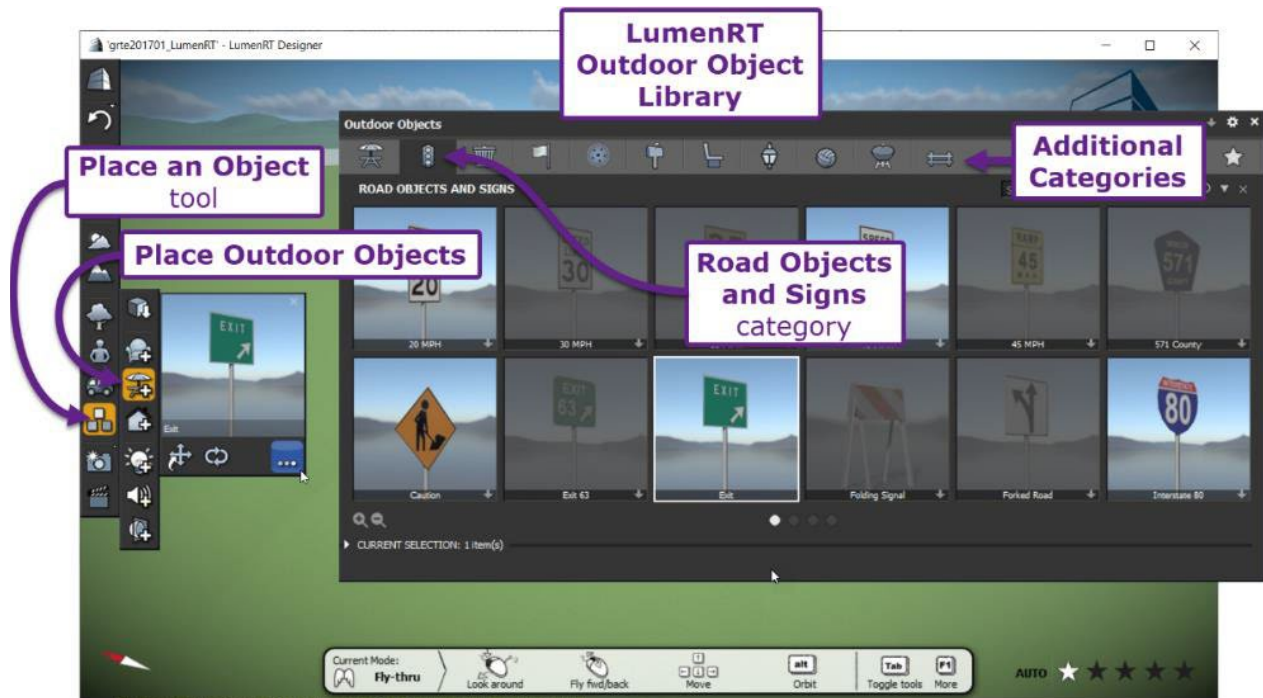 'grte201701_LumenRT' - LumenRT Designer
LumenRT
Outdoor Object
Library
Outdoor Objects
Additional
Categories
Place an Object
tool
ROAD OBJECTS AND SIGNS
Place Outdoor Objects
Road Objects
and Signs
category
20
30
45
571
20 MPH
30 MPH
45 MPH
571 County
EXIT
Exit
EXIT
63
EXIT
INTERSTATE
80
Caution
Exit 63
Exit
Folding Signal
Forked Road
Interstate 80
CURRENT SELECTION: 1 item(s)
Current Mode:
Fly-thru
Look around
Fly fwd/back
Move
alt
Orbit
Tab
Toggle tools
F1
More
AUTO